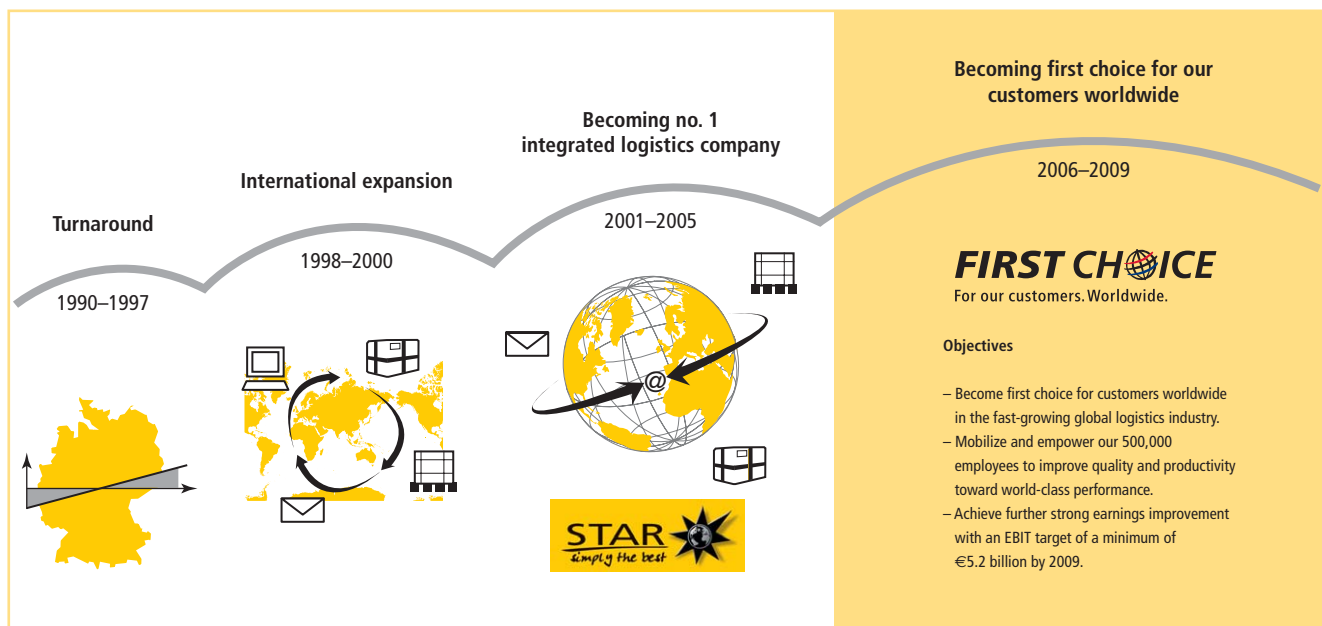 Turnaround
1990–1997
International expansion
1998–2000
Becoming no. 1
integrated logistics company
2001–2005
@
STAR
simply the best
Becoming first choice for our
customers worldwide
2006–2009
FIRST CHOICE
For our customers. Worldwide.
Objectives
– Become first choice for customers worldwide
in the fast-growing global logistics industry.
– Mobilize and empower our 500,000
employees to improve quality and productivity
toward world-class performance.
– Achieve further strong earnings improvement
with an EBIT target of a minimum of
€5.2 billion by 2009.